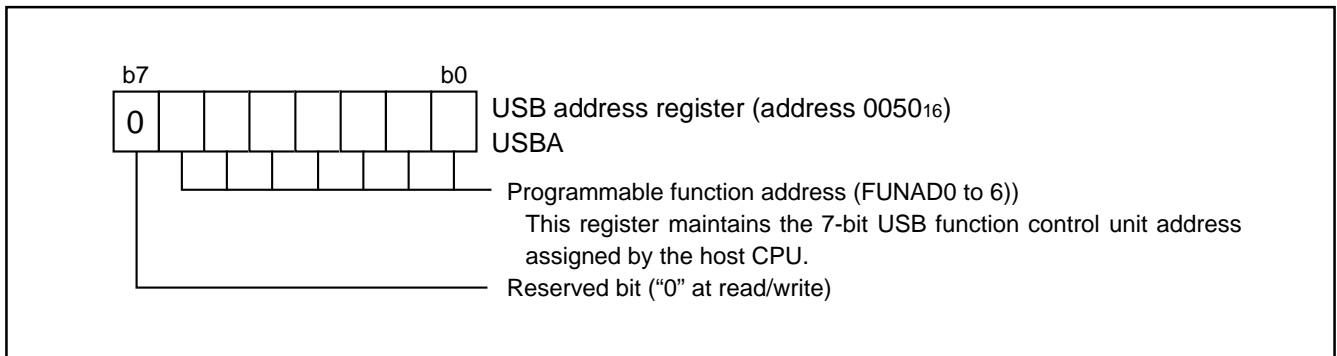 b7 b0
0 USB address register (address 005016)
USBA
Programmable function address (FUNAD0 to 6))
This register maintains the 7-bit USB function control unit address
assigned by the host CPU.
Reserved bit (“0” at read/write)